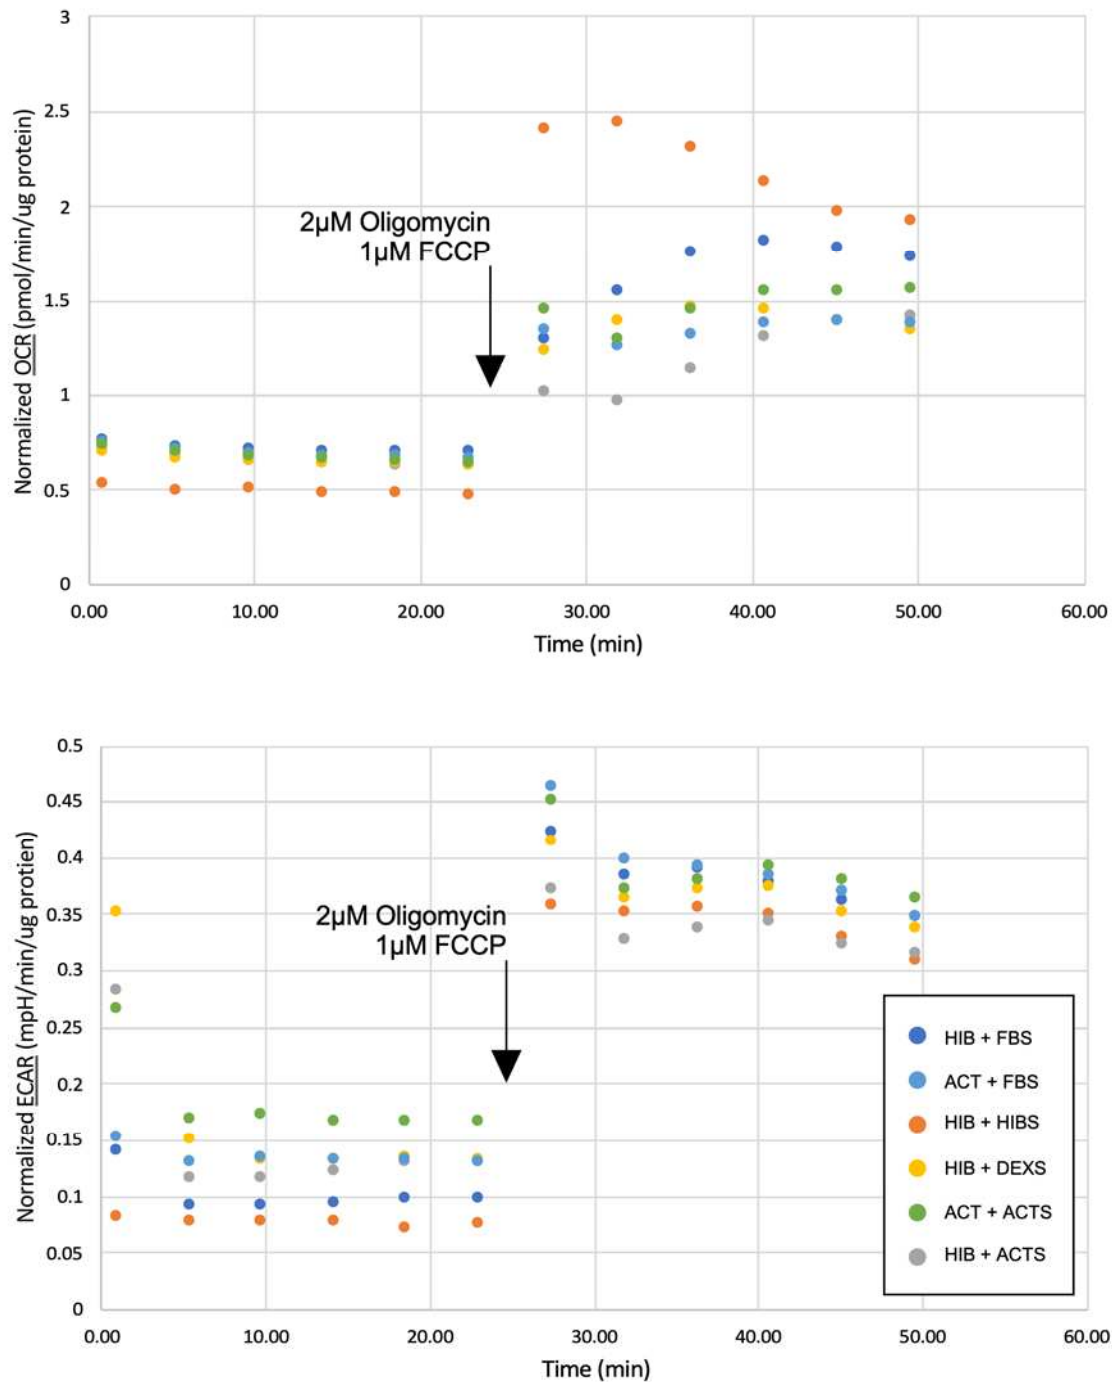 3
2.5
2
1.5
1
0.5
0
Normalized OCR (pmol/min/ug protein)
2µM Oligomycin
1µM FCCP
0.00 10.00 20.00 30.00 40.00 50.00 60.00
Time (min)
0.5
0.45
0.4
0.35
0.3
0.25
0.2
0.15
0.1
0.05
0
Normalized ECAR (mpH/min/ug protien)
2µM Oligomycin
1µM FCCP
HIB + FBS
ACT + FBS
HIB + HIBS
HIB + DEXS
ACT + ACTS
HIB + ACTS
0.00 10.00 20.00 30.00 40.00 50.00 60.00
Time (min)